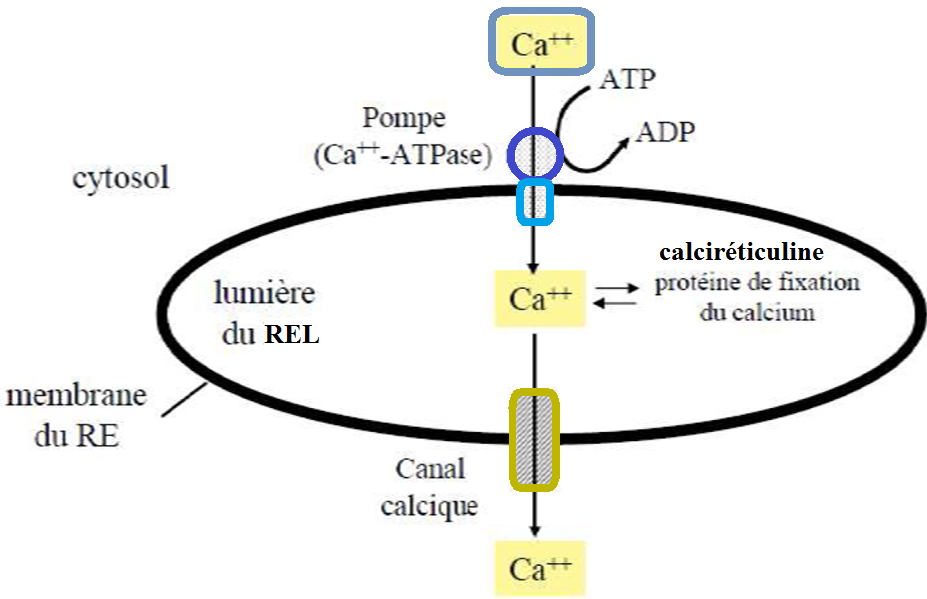 Ca++
ATP
Pompe
(Ca++-ATPase)
ADP
cytosol
calciréticuline
protéine de fixation
du calcium
Ca++
lumière
du REL
membrane
du RE
Canal
calcique
Ca++